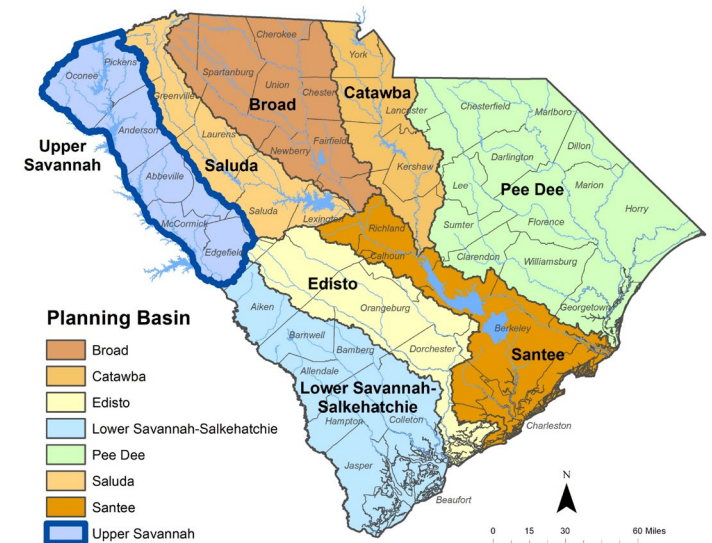 Cherokee
York
Oconee
Pickens
Spartanburg
Greenville
Union
Chester
Broad
Catawba
Lancaster
Chesterfield
Marlboro
Upper
Savannah
Anderson
Laurens
Fairfield
Newberry
Saluda
Kershaw
Darlington
Dillon
Abbeville
Lee
Pee Dee
Marion
Saluda
Lexington
Richland
Sumter
Florence
Horry
McCormick
Edgefield
Calhoun
Clarendon
Williamsburg
Edisto
Aiken
Orangeburg
Georgetown
Berkeley
Barnwell
Bamberg
Dorchester
Santee
Allendale
Lower Savannah-
Salkehatchie
Hampton
Colleton
Charleston
Jasper
Beaufort
Planning Basin
Broad
Catawba
Edisto
Lower Savannah-Salkehatchie
Pee Dee
Saluda
Santee
Upper Savannah
N
0 15 30 60 Miles